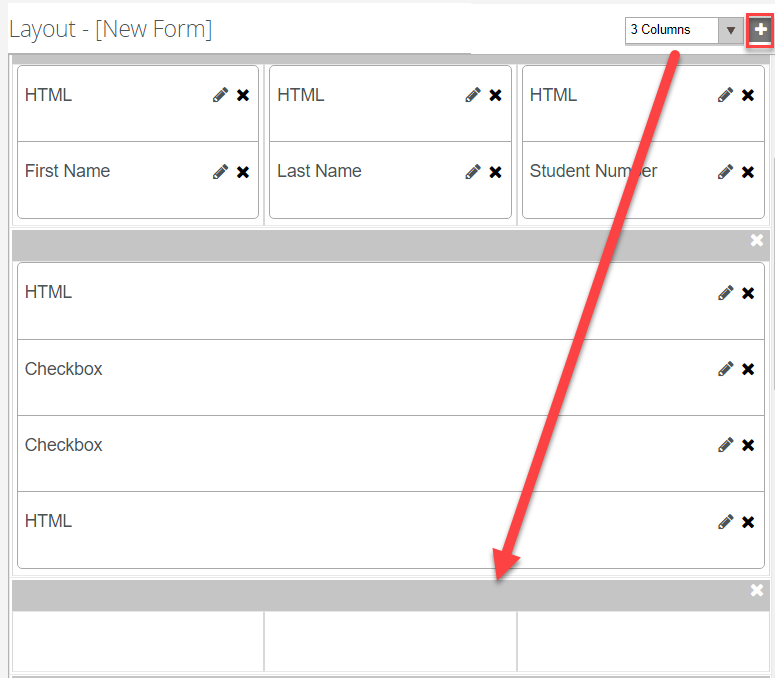 Layout - [New Form]
3 Columns
HTML
HTML
HTML
First Name
Last Name
Student Number
HTML
Checkbox
Checkbox
HTML